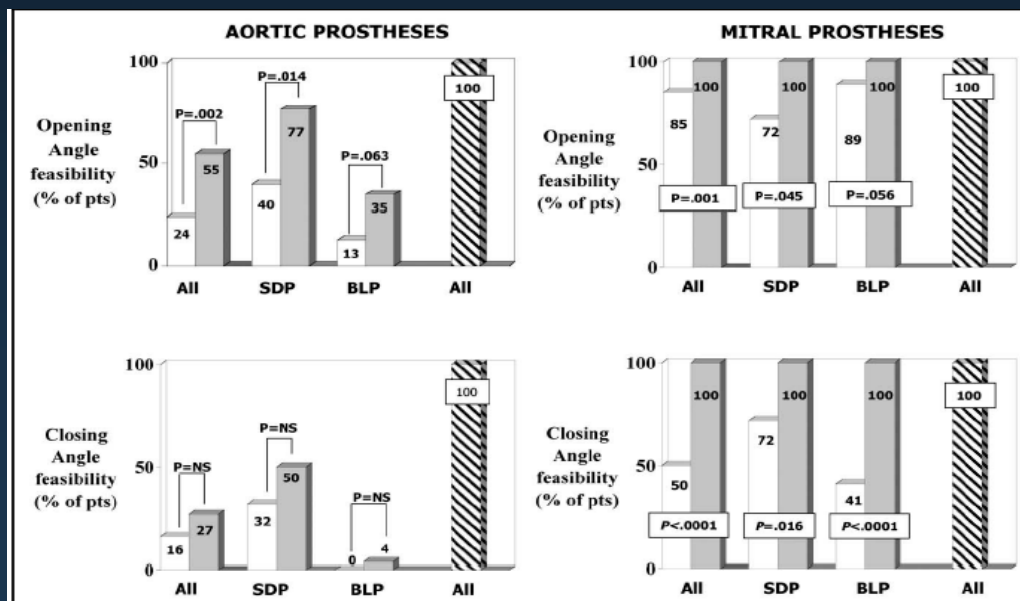 AORTIC PROSTHESES
100
50
0
Opening
Angle
feasibility
(% of pts)
P=.002
P=.014
P=.063
24
55
40
77
13
35
100
All
SDP
BLP
All
MITRAL PROSTHESES
100
50
0
Opening
Angle
feasibility
(% of pts)
85
100
72
100
89
100
100
P=.001
P=.045
P=.056
All
SDP
BLP
All
100
50
0
Closing
Angle
feasibility
(% of pts)
P=NS
P=NS
P=NS
16
27
32
50
0
4
100
All
SDP
BLP
All
100
50
0
Closing
Angle
feasibility
(% of pts)
50
100
72
100
41
100
100
P<.0001
P=.016
P<.0001
All
SDP
BLP
All